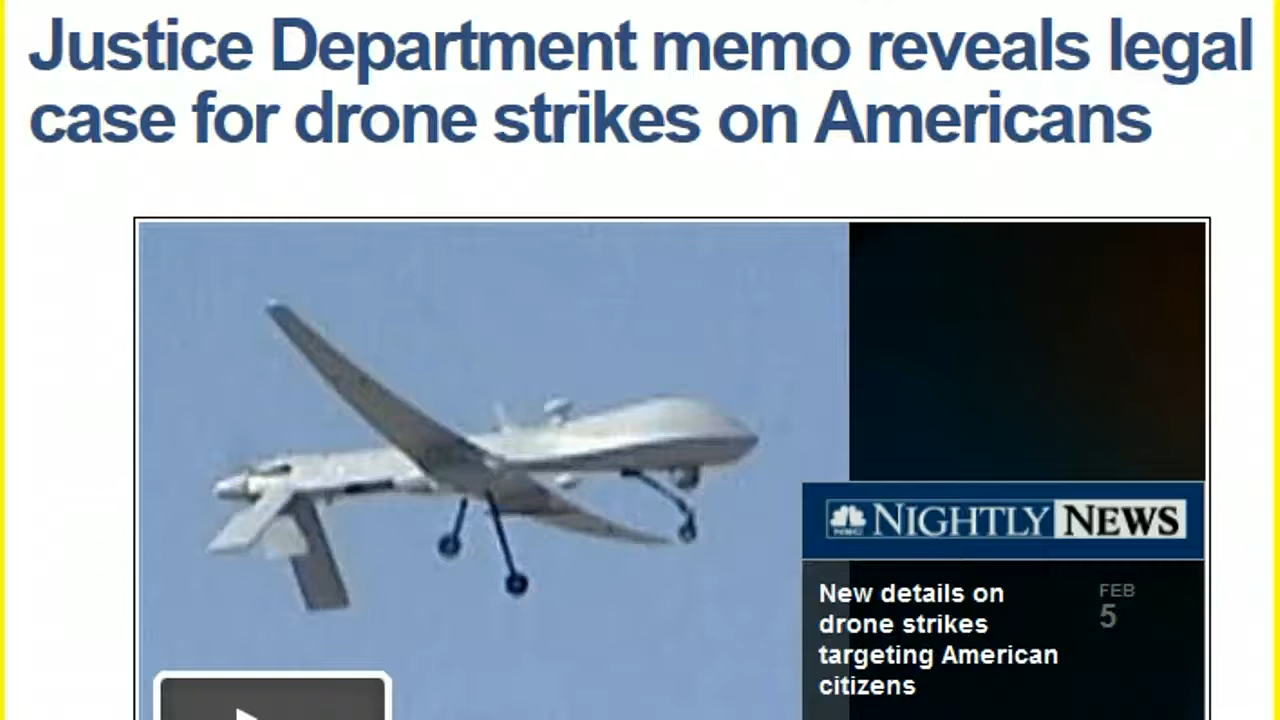 Justice Department memo reveals legal
case for drone strikes on Americans
NBC
NIGHTLY NEWS
New details on
drone strikes
targeting American
citizens
FEB
5